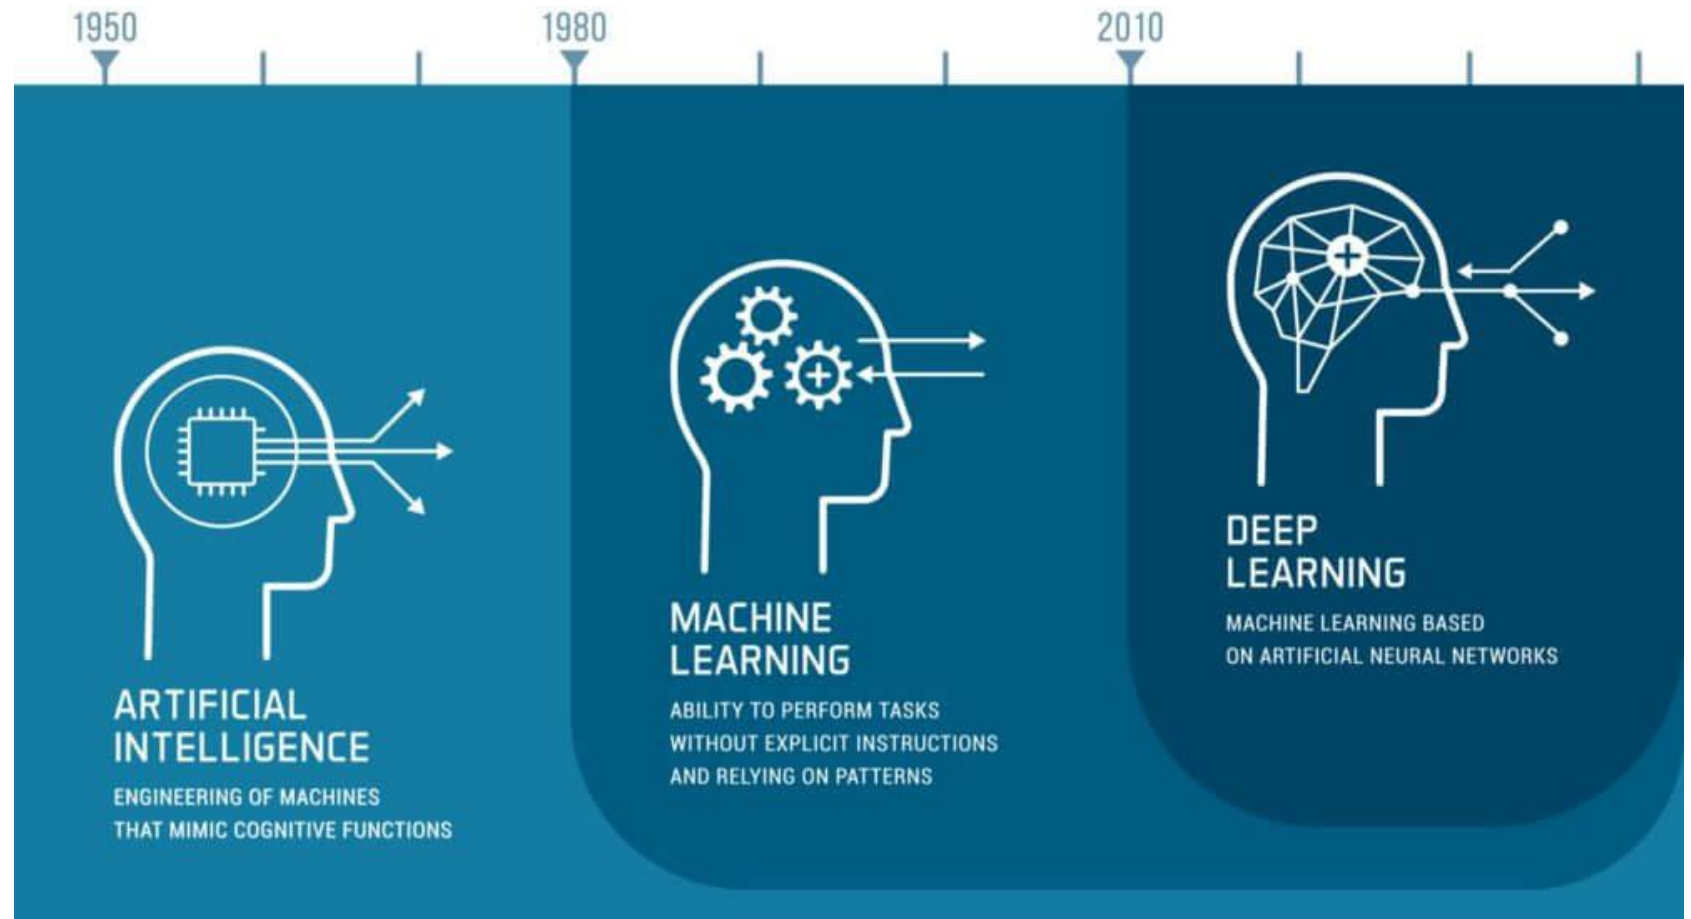 1950
1980
2010
ARTIFICIAL
INTELLIGENCE
ENGINEERING OF MACHINES
THAT MIMIC COGNITIVE FUNCTIONS
MACHINE
LEARNING
ABILITY TO PERFORM TASKS
WITHOUT EXPLICIT INSTRUCTIONS
AND RELYING ON PATTERNS
DEEP
LEARNING
MACHINE LEARNING BASED
ON ARTIFICIAL NEURAL NETWORKS